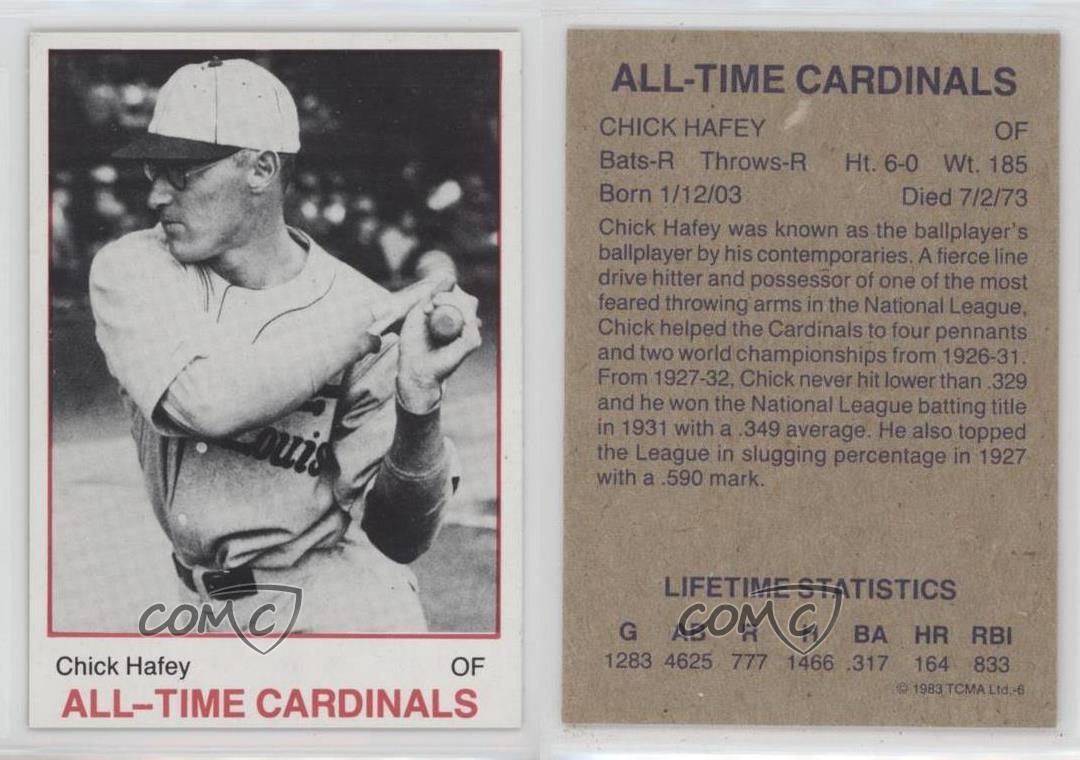 Louis
COMC
Chick Hafey OF
ALL-TIME CARDINALS
ALL-TIME CARDINALS
CHICK HAFEY OF
Bats-R Throws-R Ht. 6-0 Wt. 185
Born 1/12/03 Died 7/2/73
Chick Hafey was known as the ballplayer's
ballplayer by his contemporaries. A fierce line
drive hitter and possessor of one of the most
feared throwing arms in the National League,
Chick helped the Cardinals to four pennants
and two world championships from 1926-31.
From 1927-32, Chick never hit lower than .329
and he won the National League batting title
in 1931 with a .349 average. He also topped
the League in slugging percentage in 1927
with a .590 mark.
LIFETIME STATISTICS
COMC
G AB R H BA HR RBI
1283 4625 777 1466 .317 164 833
© 1983 TCMA Ltd.-6